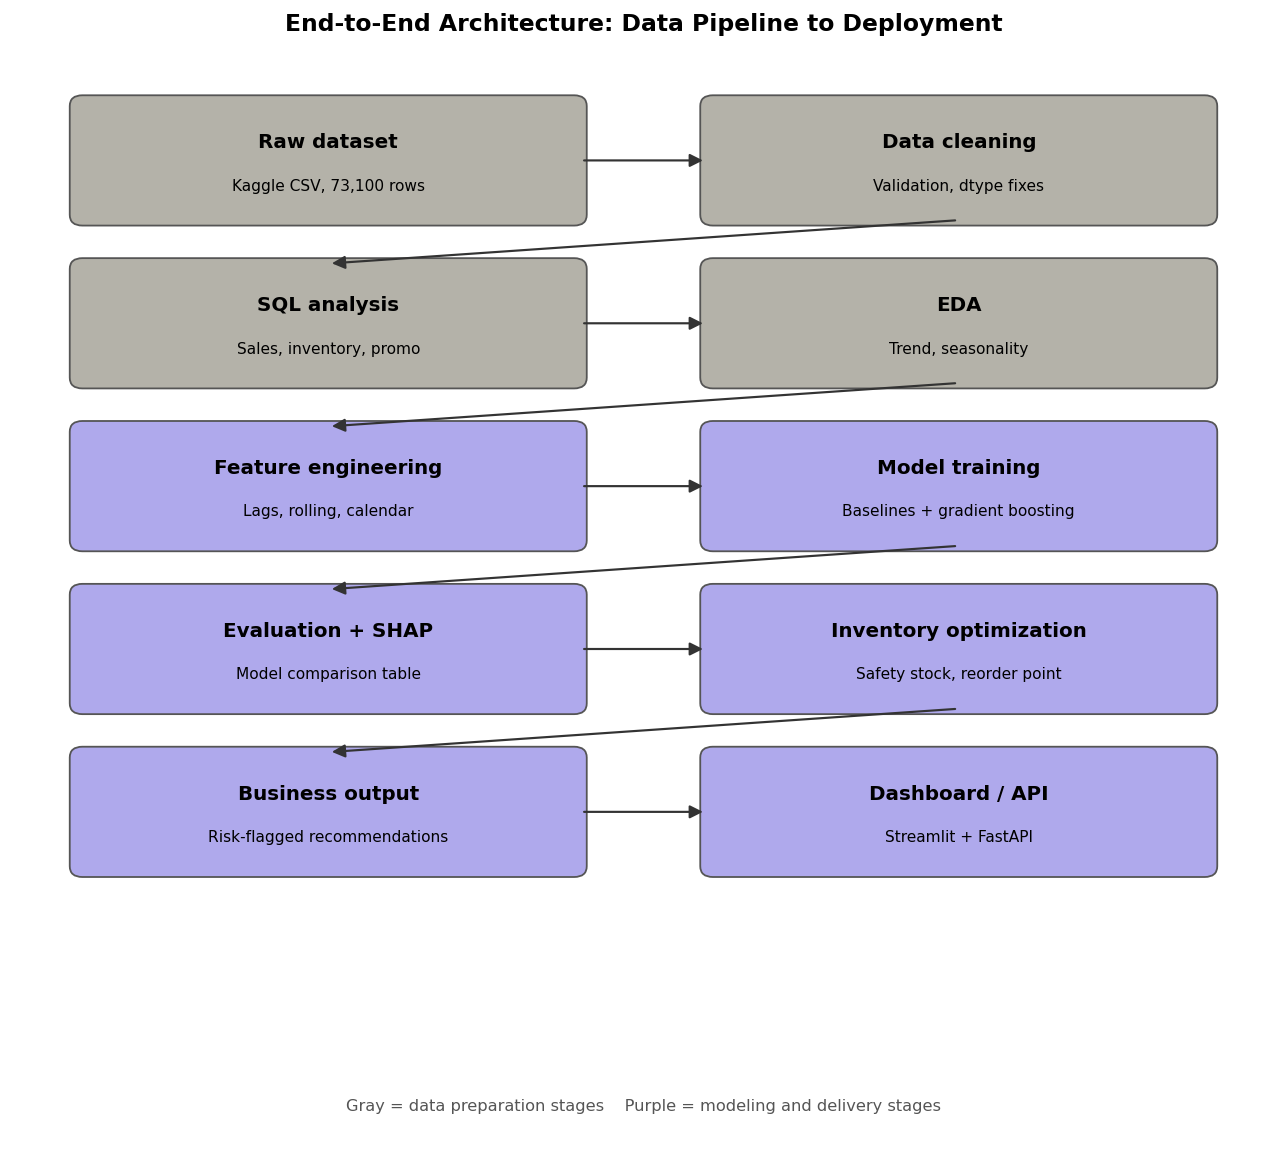 End-to-End Architecture: Data Pipeline to Deployment
Raw dataset
Kaggle CSV, 73,100 rows
Data cleaning
Validation, dtype fixes
SQL analysis
Sales, inventory, promo
EDA
Trend, seasonality
Feature engineering
Lags, rolling, calendar
Model training
Baselines + gradient boosting
Evaluation + SHAP
Model comparison table
Inventory optimization
Safety stock, reorder point
Business output
Risk-flagged recommendations
Dashboard / API
Streamlit + FastAPI
Gray = data preparation stages    Purple = modeling and delivery stages